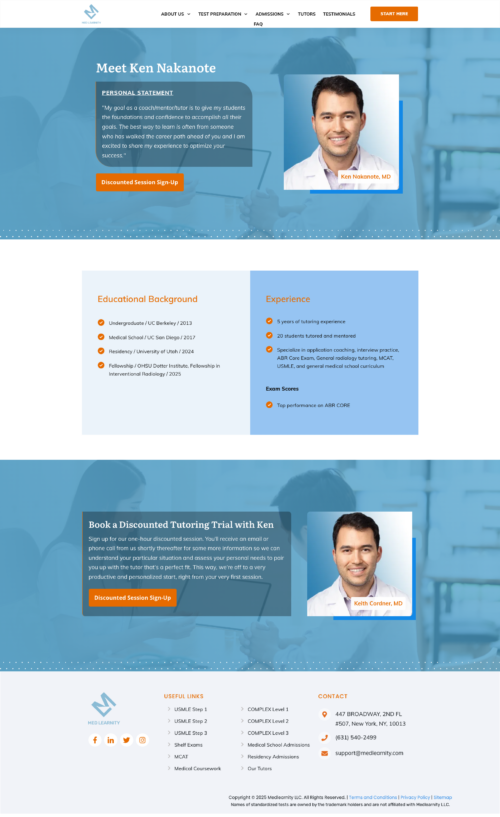 ABOUT US
TEST PREPARATION
ADMISSIONS
TUTORS
TESTIMONIALS
FAQ
START HERE
MEDLEARNITY
Meet Ken Nakanote
PERSONAL STATEMENT
"My goal as a coach/mentor/tutor is to give my students
the foundations and confidence to accomplish all their
goals. The best way to learn is often from someone
who has walked the career path ahead of you and I am
excited to share my experience to optimize your
success."
Discounted Session Sign-Up
Ken Nakanote, MD
Educational Background
Undergraduate / UC Berkeley / 2013
Medical School / UC San Diego / 2017
Residency / University of Utah / 2024
Fellowship / OHSU Dotter Institute, Fellowship in
Interventional Radiology / 2025
Experience
5 years of tutoring experience
20 students tutored and mentored
Specialize in application coaching, interview practice,
ABR Core Exam, General radiology tutoring, MCAT,
USMLE, and general medical school curriculum
Exam Scores
Top performance on ABR CORE
Book a Discounted Tutoring Trial with Ken
Sign up for our one-hour discounted session. You'll receive an email or
phone call from us shortly thereafter for some more information so we can
understand your particular situation and assess your personal needs to pair
you up with the tutor that's a perfect fit. This way, we're off to a very
productive and personalized start, right from your very first session.
Discounted Session Sign-Up
Keith Cordner, MD
MEDLEARNITY
USEFUL LINKS
USMLE Step 1
USMLE Step 2
USMLE Step 3
Shelf Exams
MCAT
Medical Coursework
COMPLEX Level 1
COMPLEX Level 2
COMPLEX Level 3
Medical School Admissions
Residency Admissions
Our Tutors
CONTACT
447 BROADWAY, 2ND FL.
#507, New York, NY, 10013
(631) 540-2499
support@medlearnity.com
Copyright © 2025 Medlearnity LLC. All Rights Reserved. | Terms and Conditions | Privacy Policy | Sitemap
Names of standardized tests are owned by the trademark holders and are not affiliated with Medlearnity LLC.